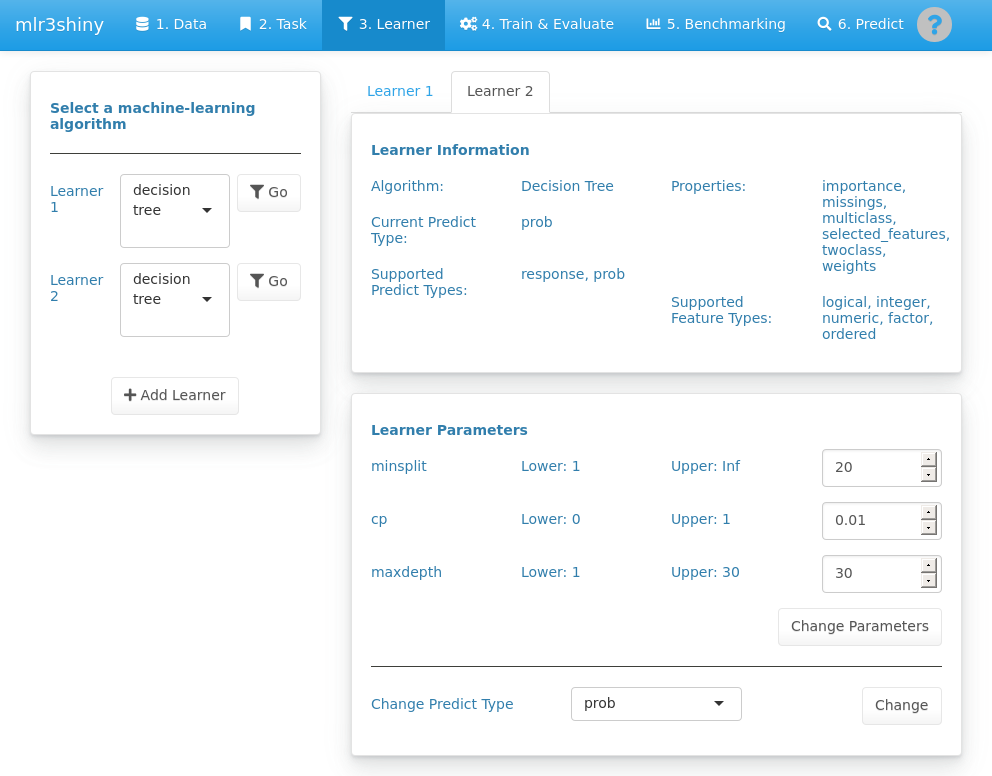 mlr3shiny 1. Data 2. Task 3. Learner 4. Train & Evaluate 5. Benchmarking 6. Predict ?
Select a machine-learning
algorithm
Learner
1
decision
tree
Go
Learner
2
decision
tree
Go
Add Learner
Learner 1 Learner 2
Learner Information
Algorithm: Decision Tree
Current Predict
Type:
prob
Supported
Predict Types:
response, prob
Properties:
importance,
missings,
multiclass,
selected_features,
twoclass,
weights
Supported
Feature Types:
logical, integer,
numeric, factor,
ordered
Learner Parameters
minsplit Lower: 1 Upper: Inf 20
cp Lower: 0 Upper: 1 0.01
maxdepth Lower: 1 Upper: 30 30
Change Parameters
Change Predict Type prob Change